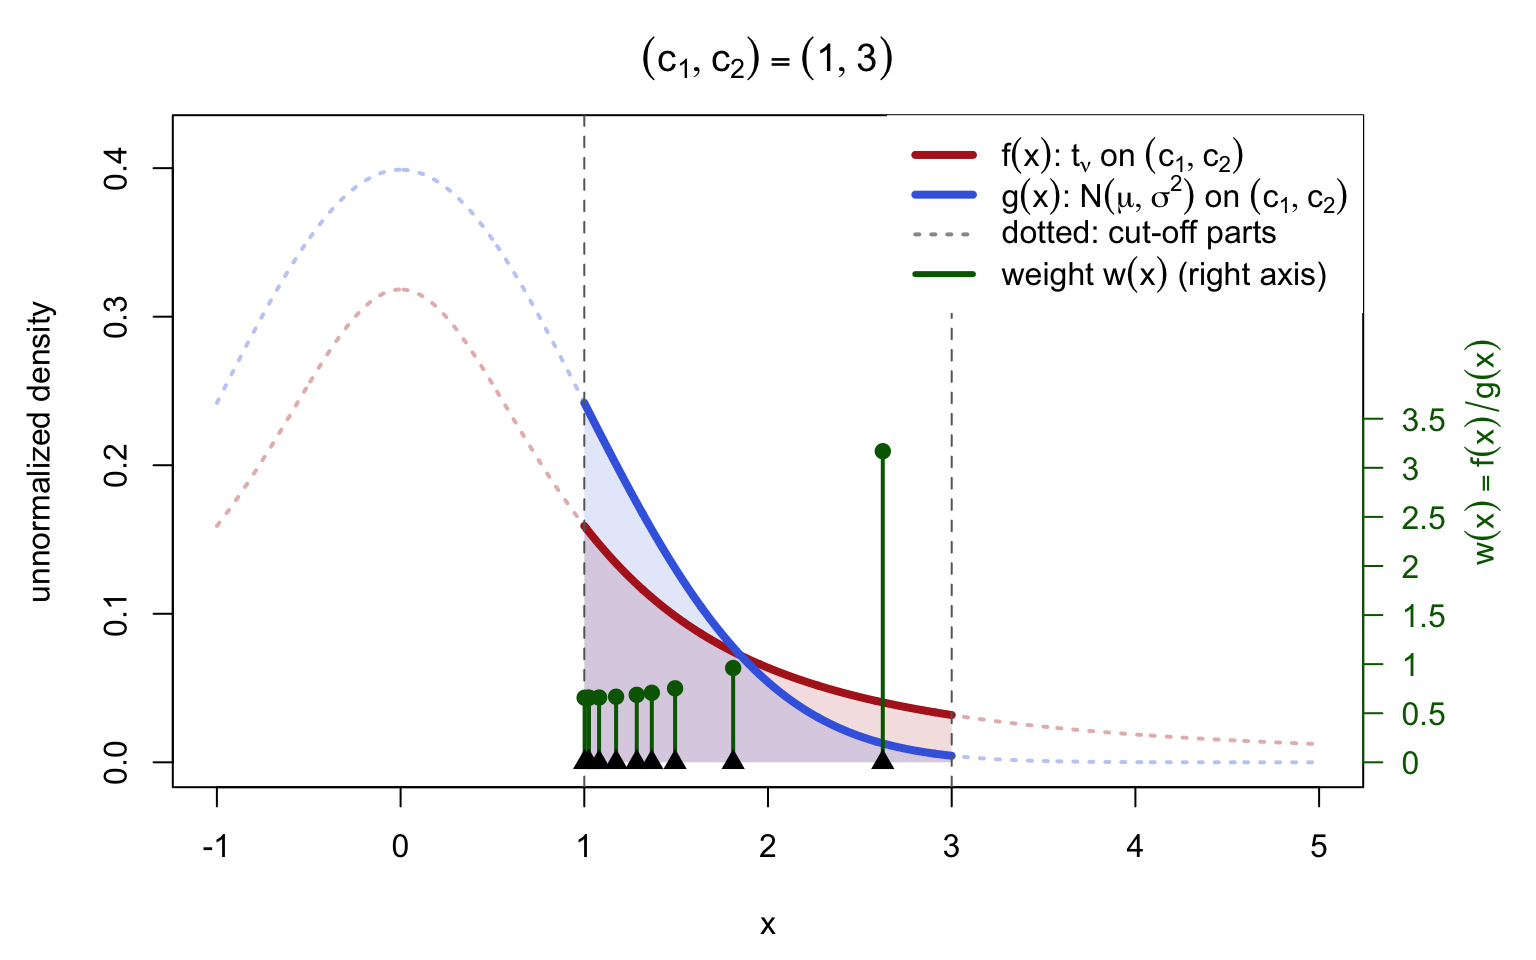 (c₁, c₂) = (1, 3)
f(x): tᵥ on (c₁, c₂)
g(x): N(μ, σ²) on (c₁, c₂)
dotted: cut-off parts
weight w(x) (right axis)
unnormalized density
0.4
0.3
0.2
0.1
0.0
3.5
3
2.5
2
1.5
1
0.5
0
w(x) = f(x)/g(x)
-1 0 1 2 3 4 5
x